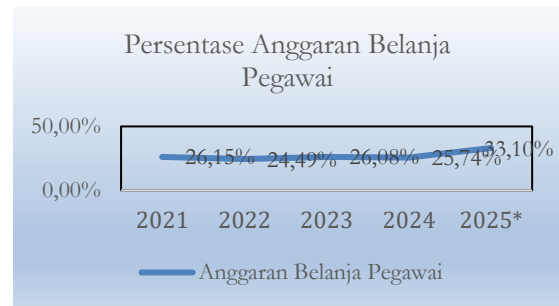 Persentase Anggaran Belanja
Pegawai
50,00%
26,15% 24,49% 26,08% 25,74% 33,10%
0,00%
2021 2022 2023 2024 2025*
Anggaran Belanja Pegawai